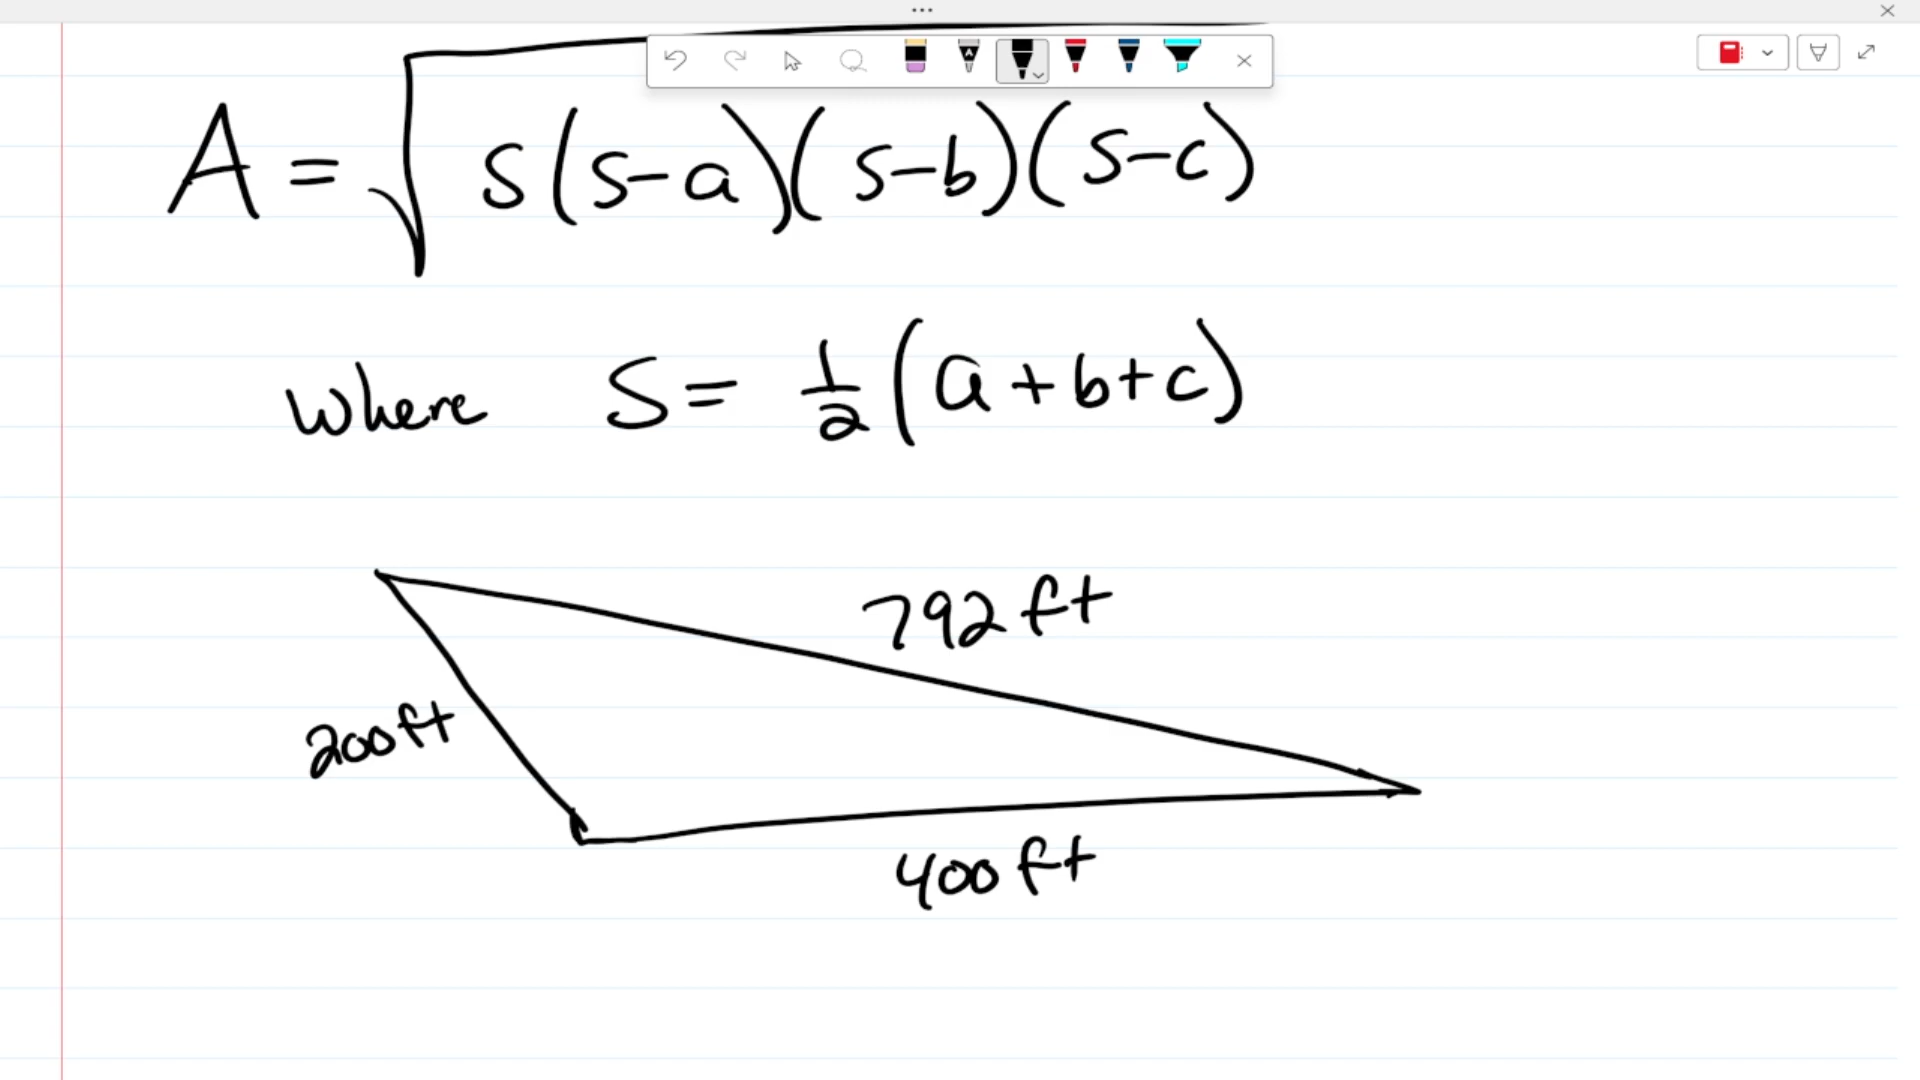 A = √s(s-a)(s-b)(s-c)
where s = 1/2 (a+b+c)
792 ft
200 ft
400 ft